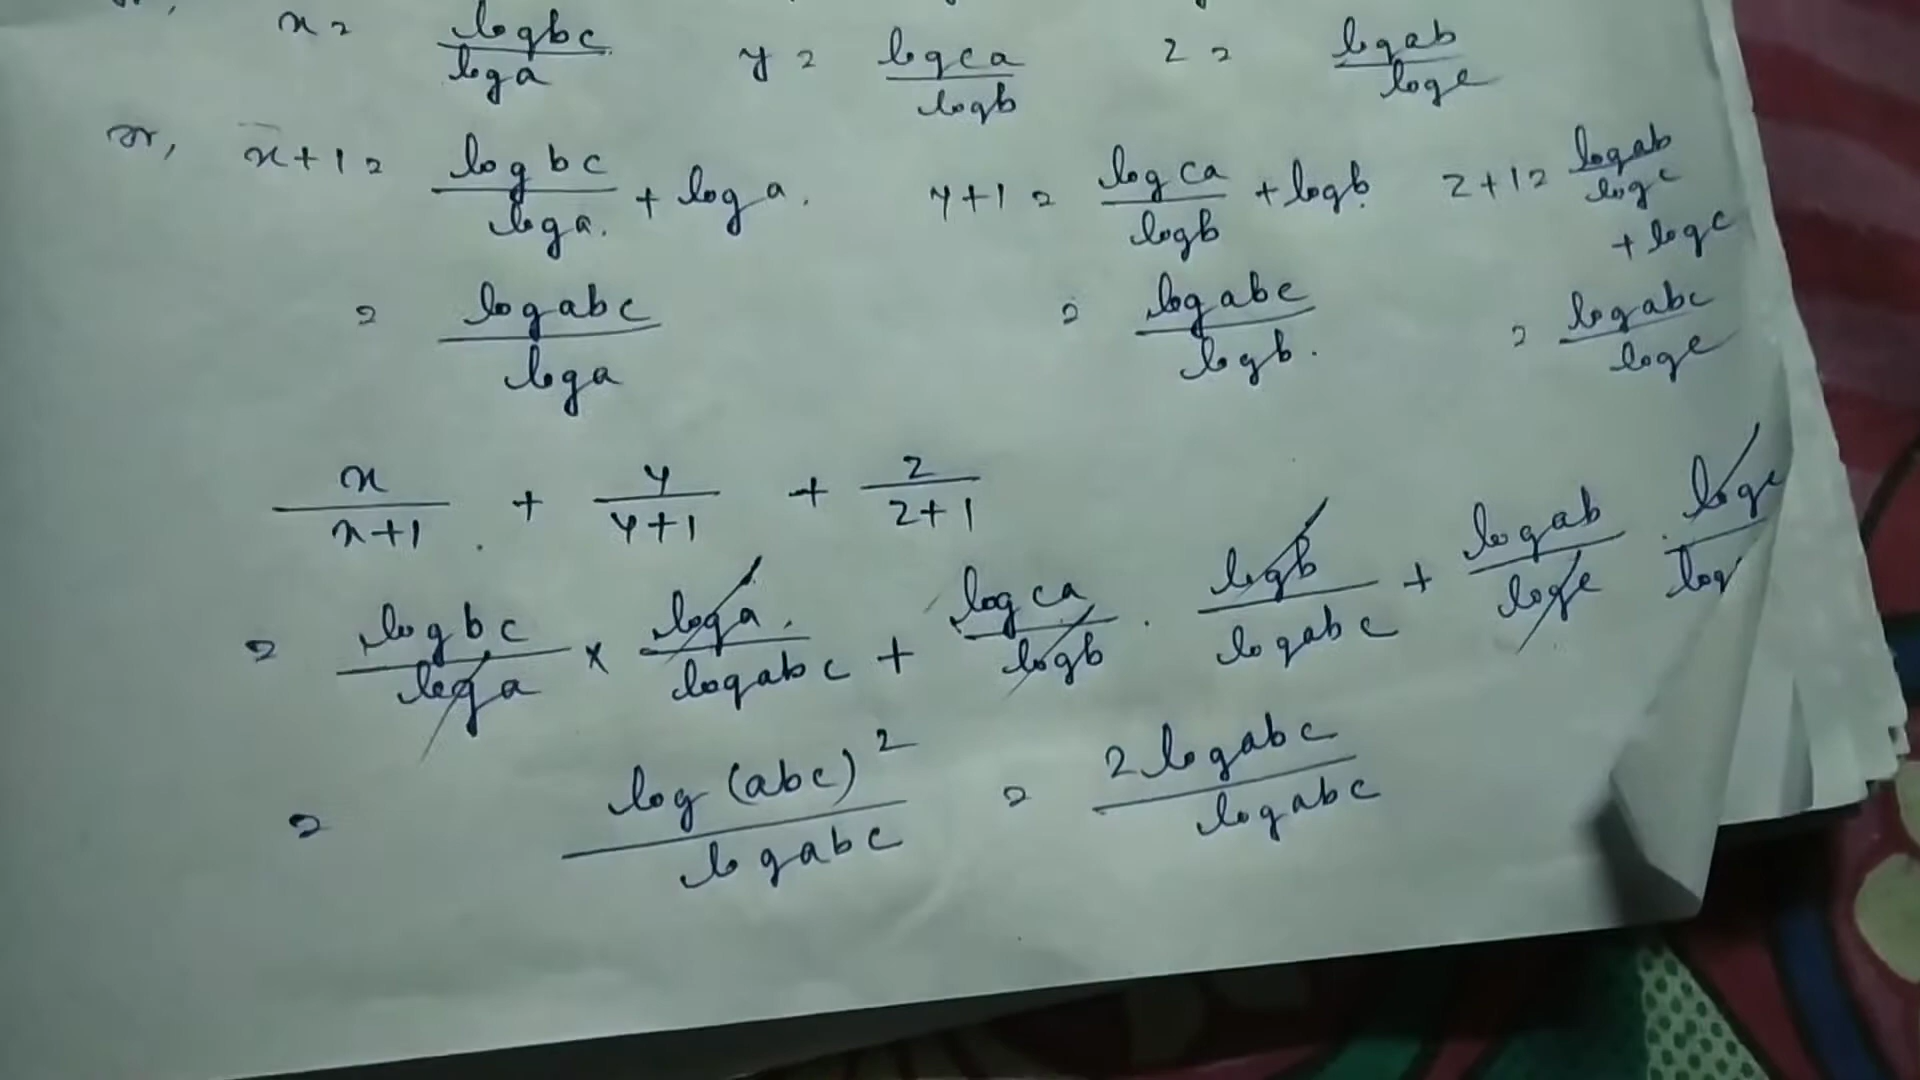 x = log bc / log a   y = log ca / log b   z = log ab / log c
or, x+1 = log bc / log a. + log a.   y+1 = log ca / log b + log b.   z+1 = log ab / log c + log c
= log abc / log a   = log abc / log b.   = log abc / log c
x / x+1 + y / y+1 + z / z+1
= log bc / log a × log a. / log abc + log ca / log b . log b / log abc + log ab / log c . log c / log
= log (abc)² / log abc = 2 log abc / log abc